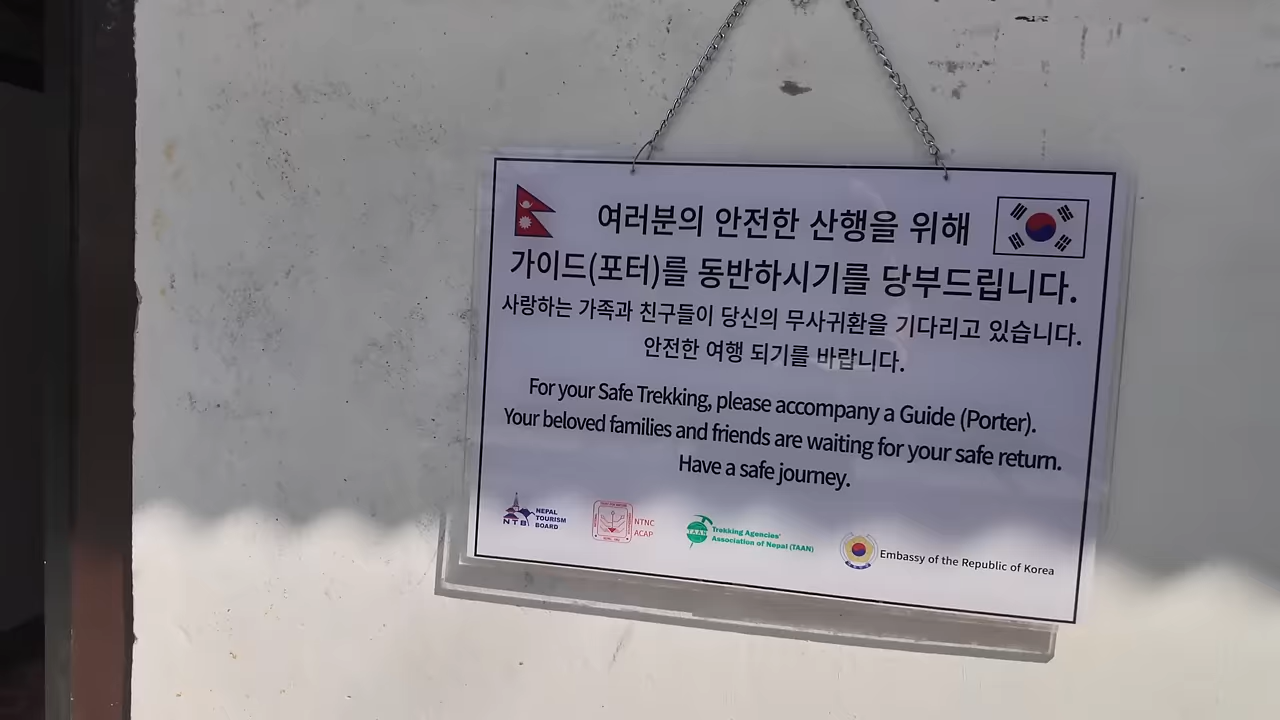 여러분의 안전한 산행을 위해
가이드(포터)를 동반하시기를 당부드립니다.
사랑하는 가족과 친구들이 당신의 무사귀환을 기다리고 있습니다.
안전한 여행 되기를 바랍니다.
For your Safe Trekking, please accompany a Guide (Porter).
Your beloved families and friends are waiting for your safe return.
Have a safe journey.
NTB
NEPAL
TOURISM
BOARD
NTNC
ACAP
TAAN
Trekking Agencies'
Association of Nepal (TAAN)
Embassy of the Republic of Korea